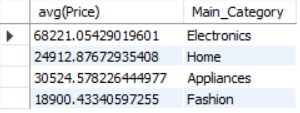 avg(Price) Main_Category
68221.05429019601 Electronics
24912.87672935408 Home
30524.578226444977 Appliances
18900.43340597255 Fashion